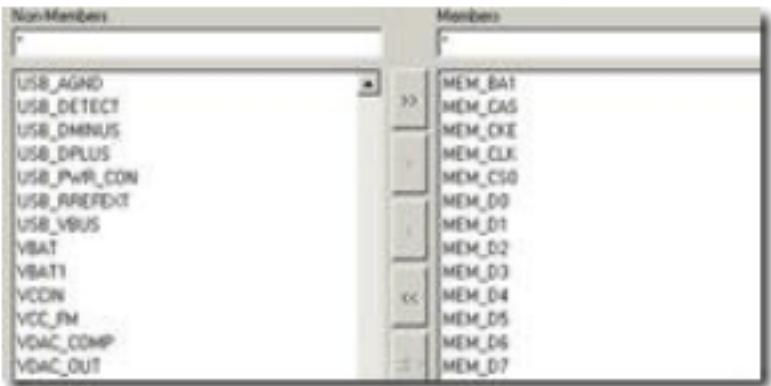 Non-Members
*
USB_AGND
USB_DETECT
USB_DMINUS
USB_DPLUS
USB_PWR_CON
USB_RREFEXT
USB_VBUS
VBAT
VBAT1
VCCIN
VCC_FM
VDAC_COMP
VDAC_OUT
>>
>
<
<<
Members
*
MEM_BA1
MEM_CAS
MEM_CKE
MEM_CLK
MEM_CS0
MEM_D0
MEM_D1
MEM_D2
MEM_D3
MEM_D4
MEM_D5
MEM_D6
MEM_D7